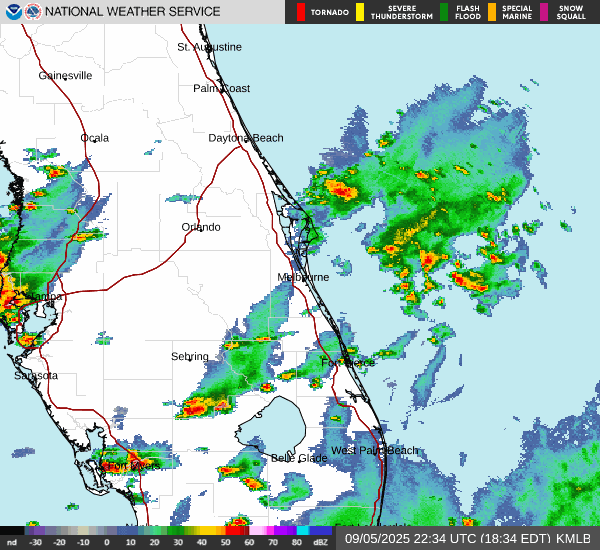 NATIONAL WEATHER SERVICE
TORNADO
SEVERE THUNDERSTORM
FLASH FLOOD
SPECIAL MARINE
SNOW SQUALL
St. Augustine
Gainesville
Palm Coast
Ocala
Daytona Beach
Orlando
Melbourne
Tampa
Sebring
Fort Pierce
Sarasota
West Palm Beach
Belle Glade
Fort Myers
nd -30 -20 -10 0 10 20 30 40 50 60 70 80 dBZ
09/05/2025 22:34 UTC (18:34 EDT) KMLB